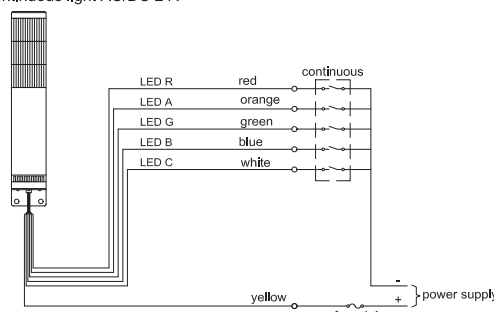 LED R red continuous
LED A orange
LED G green
LED B blue
LED C white
-
+ power supply
yellow